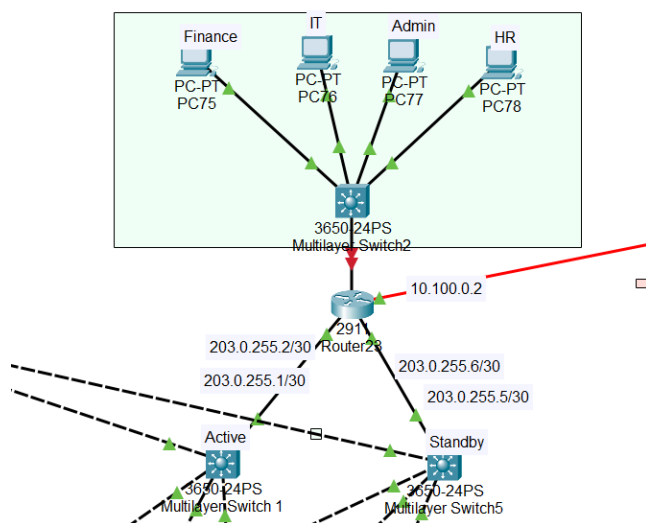 Finance
IT
Admin
HR
PC-PT
PC75
PC-PT
PC76
PC-PT
PC77
PC-PT
PC78
3650-24PS
Multilayer Switch2
10.100.0.2
2911
Router23
203.0.255.2/30
203.0.255.1/30
203.0.255.6/30
203.0.255.5/30
Active
Standby
3650-24PS
Multilayer Switch 1
3650-24PS
Multilayer Switch5